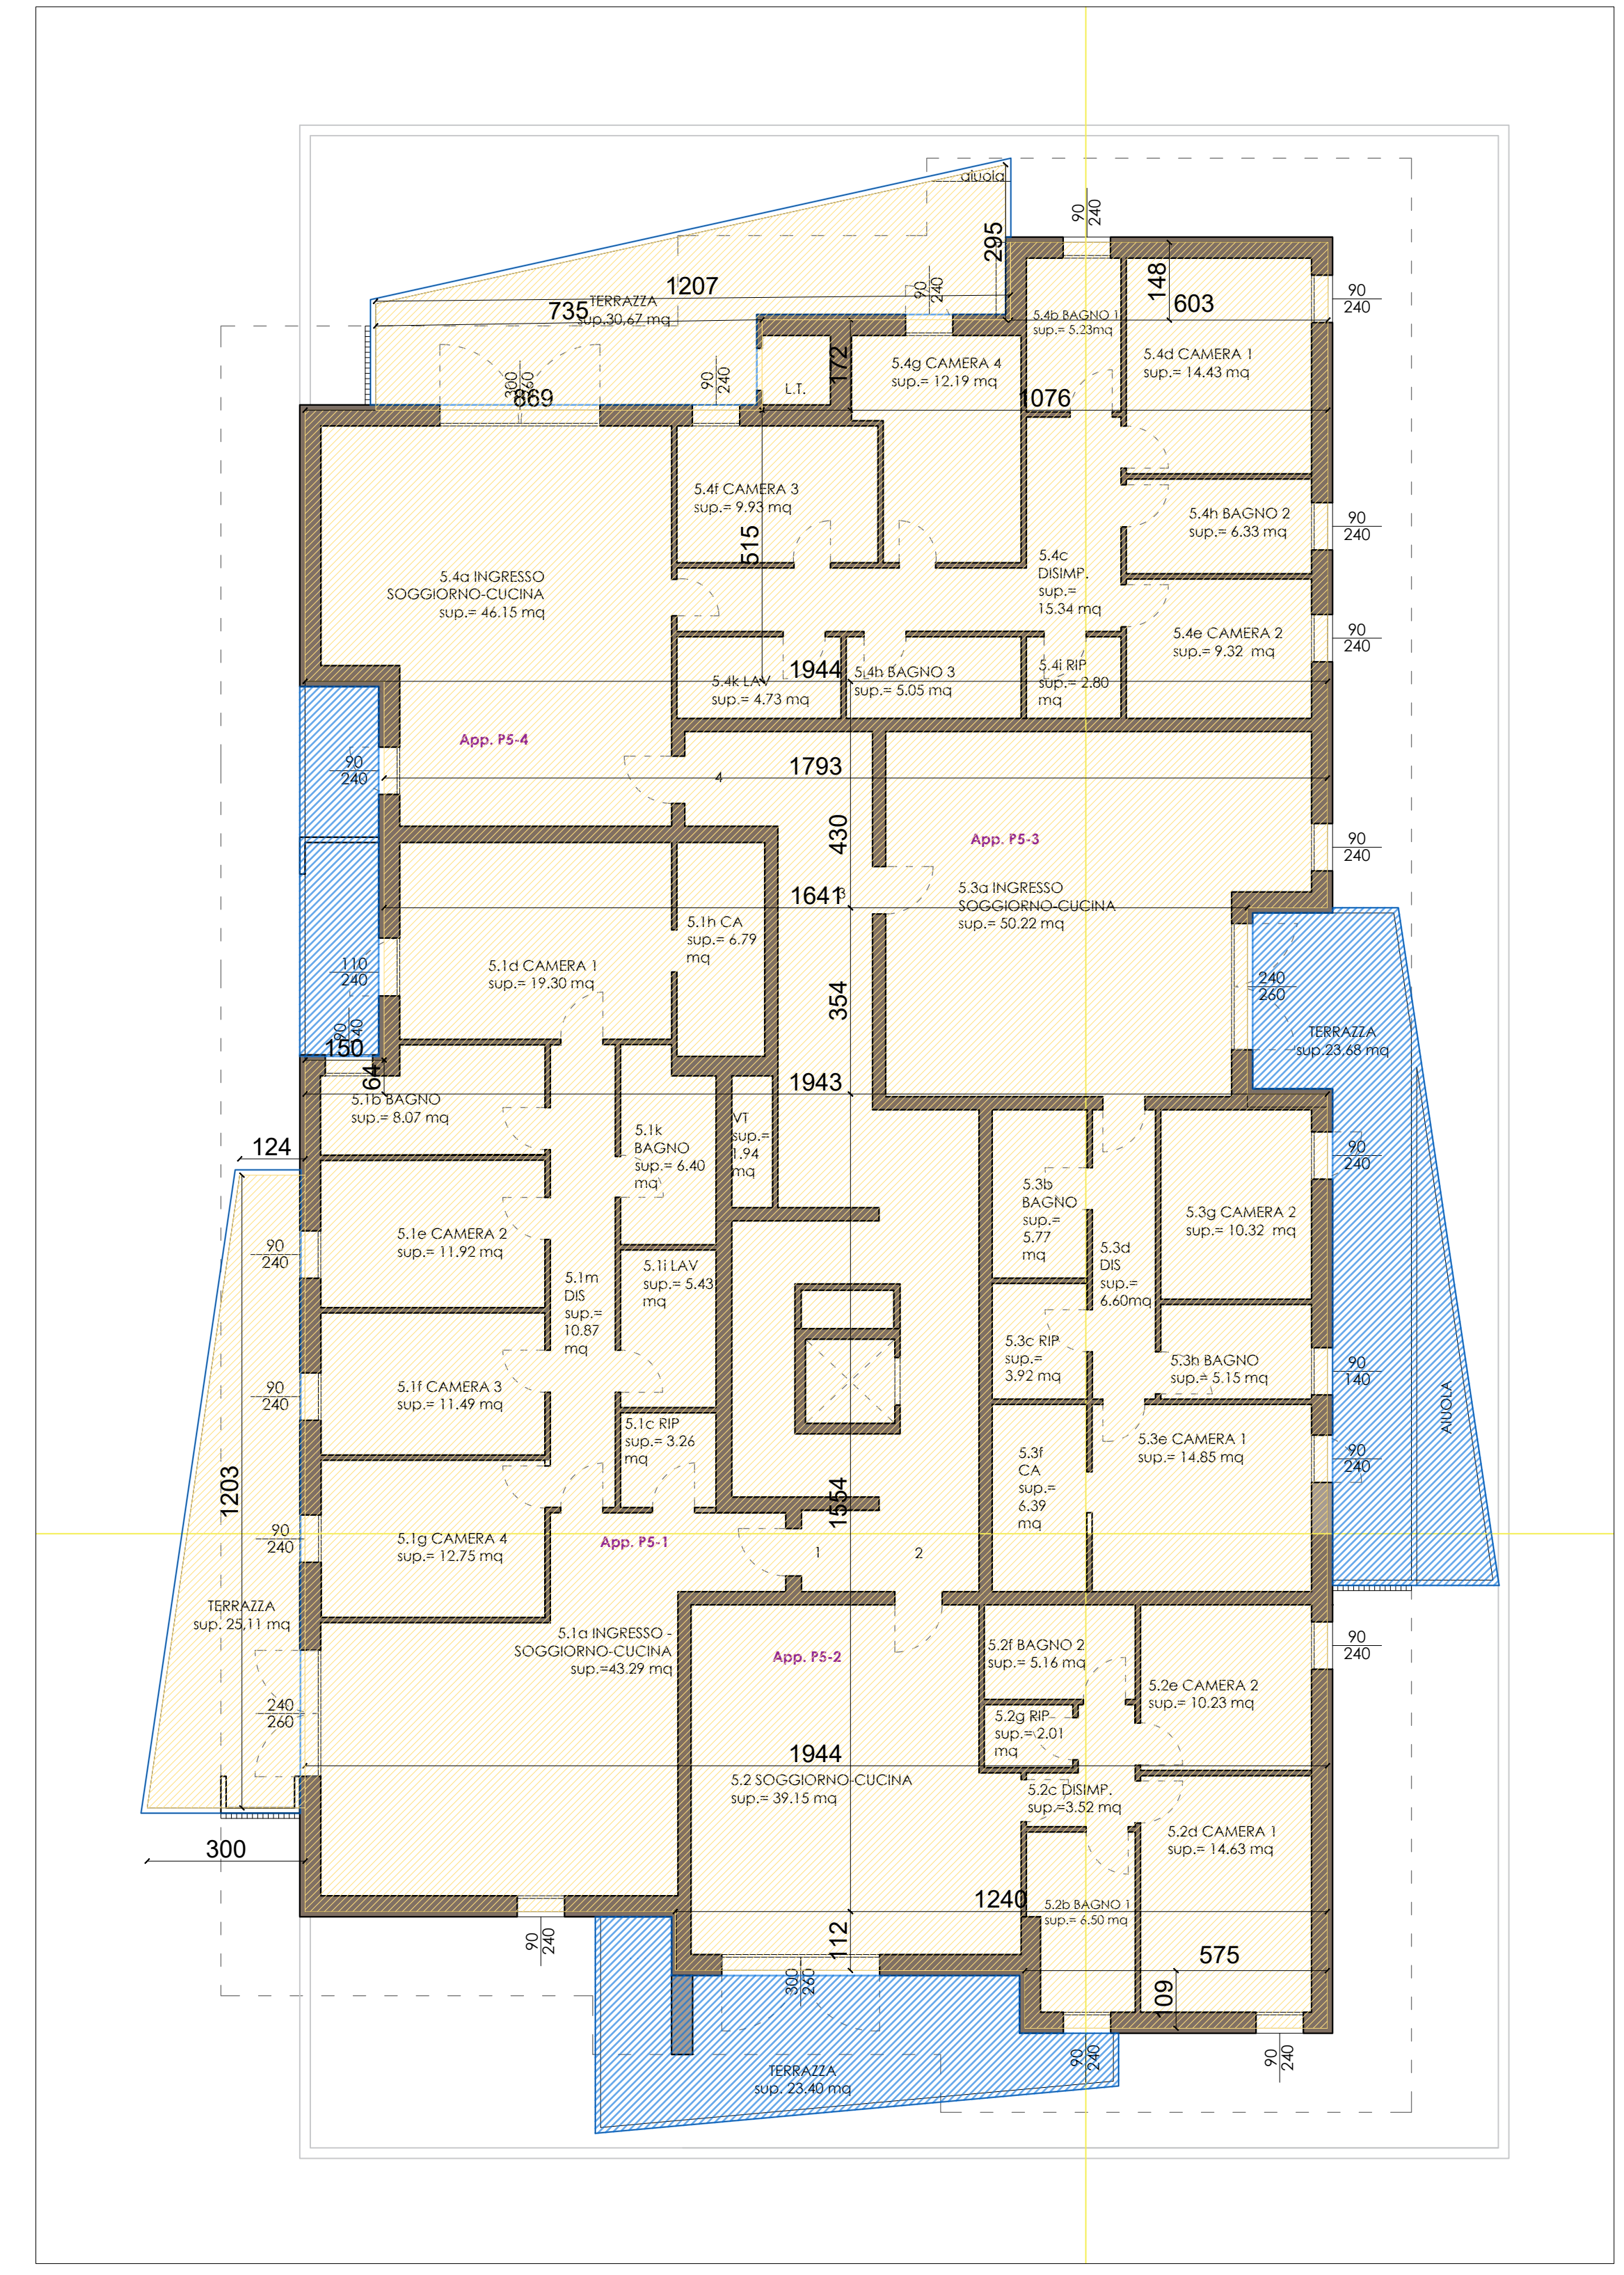 aiuola
90
240
295
148
603
1207
TERRAZZA
sup.30,67 mq
735
90
240
90
240
5.4b BAGNO 1
sup.= 5.23mq
172
5.4g CAMERA 4
sup.= 12.19 mq
5.4d CAMERA 1
sup.= 14.43 mq
300
260
869
90
240
L.T.
1076
5.4f CAMERA 3
sup.= 9.93 mq
515
5.4h BAGNO 2
sup.= 6.33 mq
90
240
5.4c
DISIMP.
sup.=
15.34 mq
5.4a INGRESSO
SOGGIORNO-CUCINA
sup.= 46.15 mq
5.4e CAMERA 2
sup.= 9.32 mq
90
240
1944
5.4k LAV
sup.= 4.73 mq
5.4h BAGNO 3
sup.= 5.05 mq
5.4i RIP
sup.= 2.80
mq
App. P5-4
90
240
4
1793
430
App. P5-3
90
240
1641
3
5.3a INGRESSO
SOGGIORNO-CUCINA
sup.= 50.22 mq
5.1h CA
sup.= 6.79
mq
110
240
5.1d CAMERA 1
sup.= 19.30 mq
354
240
260
TERRAZZA
sup.23,68 mq
90
240
150
64
1943
5.1b BAGNO
sup.= 8.07 mq
124
5.1k
BAGNO
sup.= 6.40
mq
VT
sup.=
1.94
mq
90
240
5.3b
BAGNO
sup.=
5.77
mq
5.3g CAMERA 2
sup.= 10.32 mq
90
240
5.1e CAMERA 2
sup.= 11.92 mq
5.3d
DIS
sup.=
6.60mq
5.1i LAV
sup.= 5.43
mq
5.1m
DIS
sup.=
10.87
mq
5.3c RIP
sup.=
3.92 mq
5.3h BAGNO
sup.= 5.15 mq
90
140
90
240
5.1f CAMERA 3
sup.= 11.49 mq
AIUOLA
5.1c RIP
sup.= 3.26
mq
5.3f
CA
sup.=
6.39
mq
5.3e CAMERA 1
sup.= 14.85 mq
90
240
1203
1554
90
240
5.1g CAMERA 4
sup.= 12.75 mq
App. P5-1
1
2
TERRAZZA
sup. 25,11 mq
5.1a INGRESSO -
SOGGIORNO-CUCINA
sup.=43.29 mq
App. P5-2
5.2f BAGNO 2
sup.= 5.16 mq
90
240
5.2e CAMERA 2
sup.= 10.23 mq
240
260
5.2g RIP
sup.= 2.01
mq
1944
5.2 SOGGIORNO-CUCINA
sup.= 39.15 mq
5.2c DISIMP.
sup.=3.52 mq
5.2d CAMERA 1
sup.= 14.63 mq
300
1240
5.2b BAGNO 1
sup.= 6.50 mq
90
240
112
575
300
260
109
TERRAZZA
sup. 23,40 mq
90
240
90
240